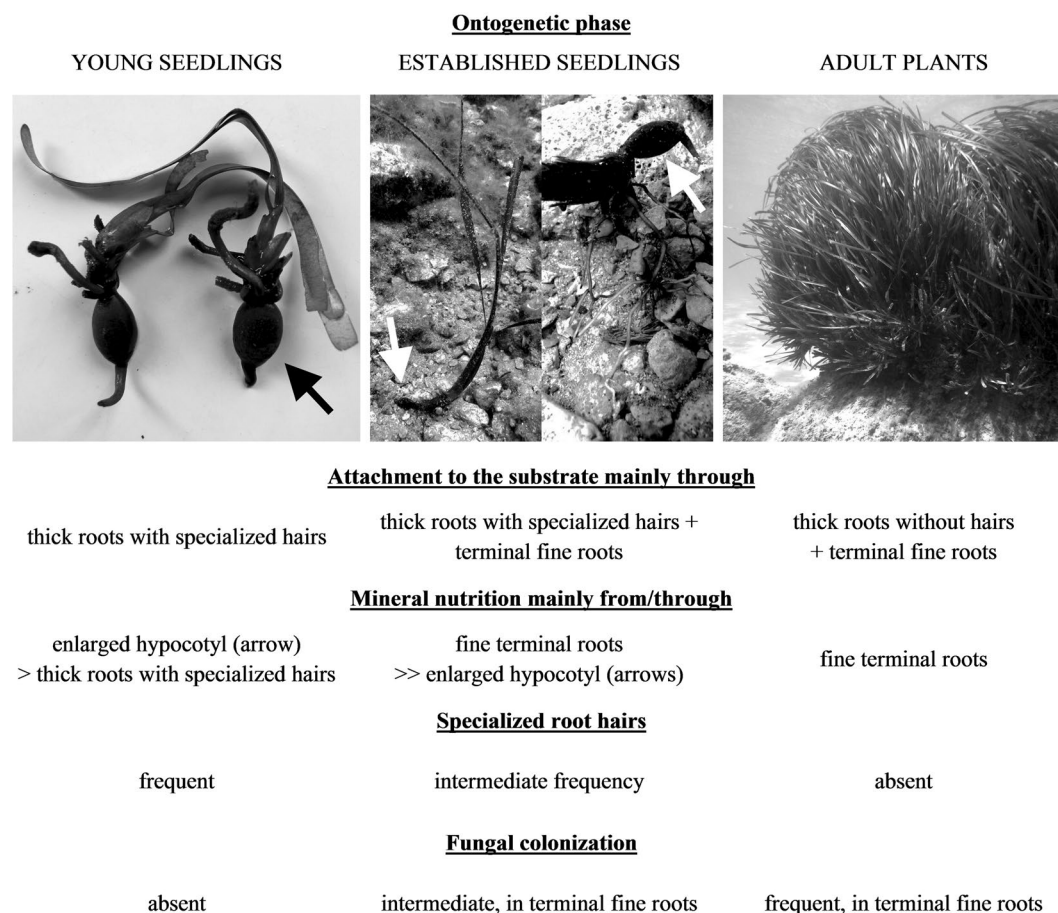 Ontogenetic phase
YOUNG SEEDLINGS
ESTABLISHED SEEDLINGS
ADULT PLANTS
Attachment to the substrate mainly through
thick roots with specialized hairs
thick roots with specialized hairs +
terminal fine roots
thick roots without hairs
+ terminal fine roots
Mineral nutrition mainly from/through
enlarged hypocotyl (arrow)
> thick roots with specialized hairs
fine terminal roots
>> enlarged hypocotyl (arrows)
fine terminal roots
Specialized root hairs
frequent
intermediate frequency
absent
Fungal colonization
absent
intermediate, in terminal fine roots
frequent, in terminal fine roots